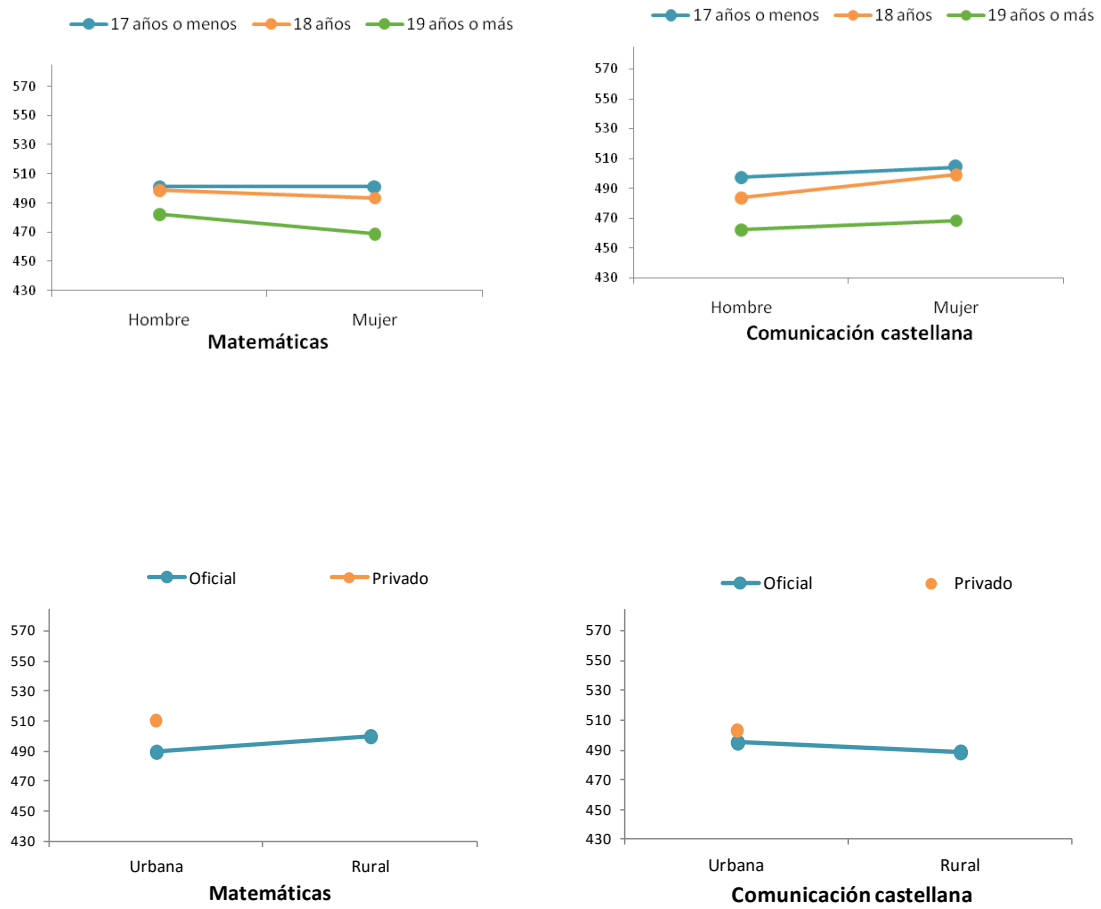 17 años o menos 18 años 19 años o más
570
550
530
510
490
470
450
430
Hombre Mujer
Matemáticas
17 años o menos 18 años 19 años o más
570
550
530
510
490
470
450
430
Hombre Mujer
Comunicación castellana
Oficial Privado
570
550
530
510
490
470
450
430
Urbana Rural
Matemáticas
Oficial Privado
570
550
530
510
490
470
450
430
Urbana Rural
Comunicación castellana